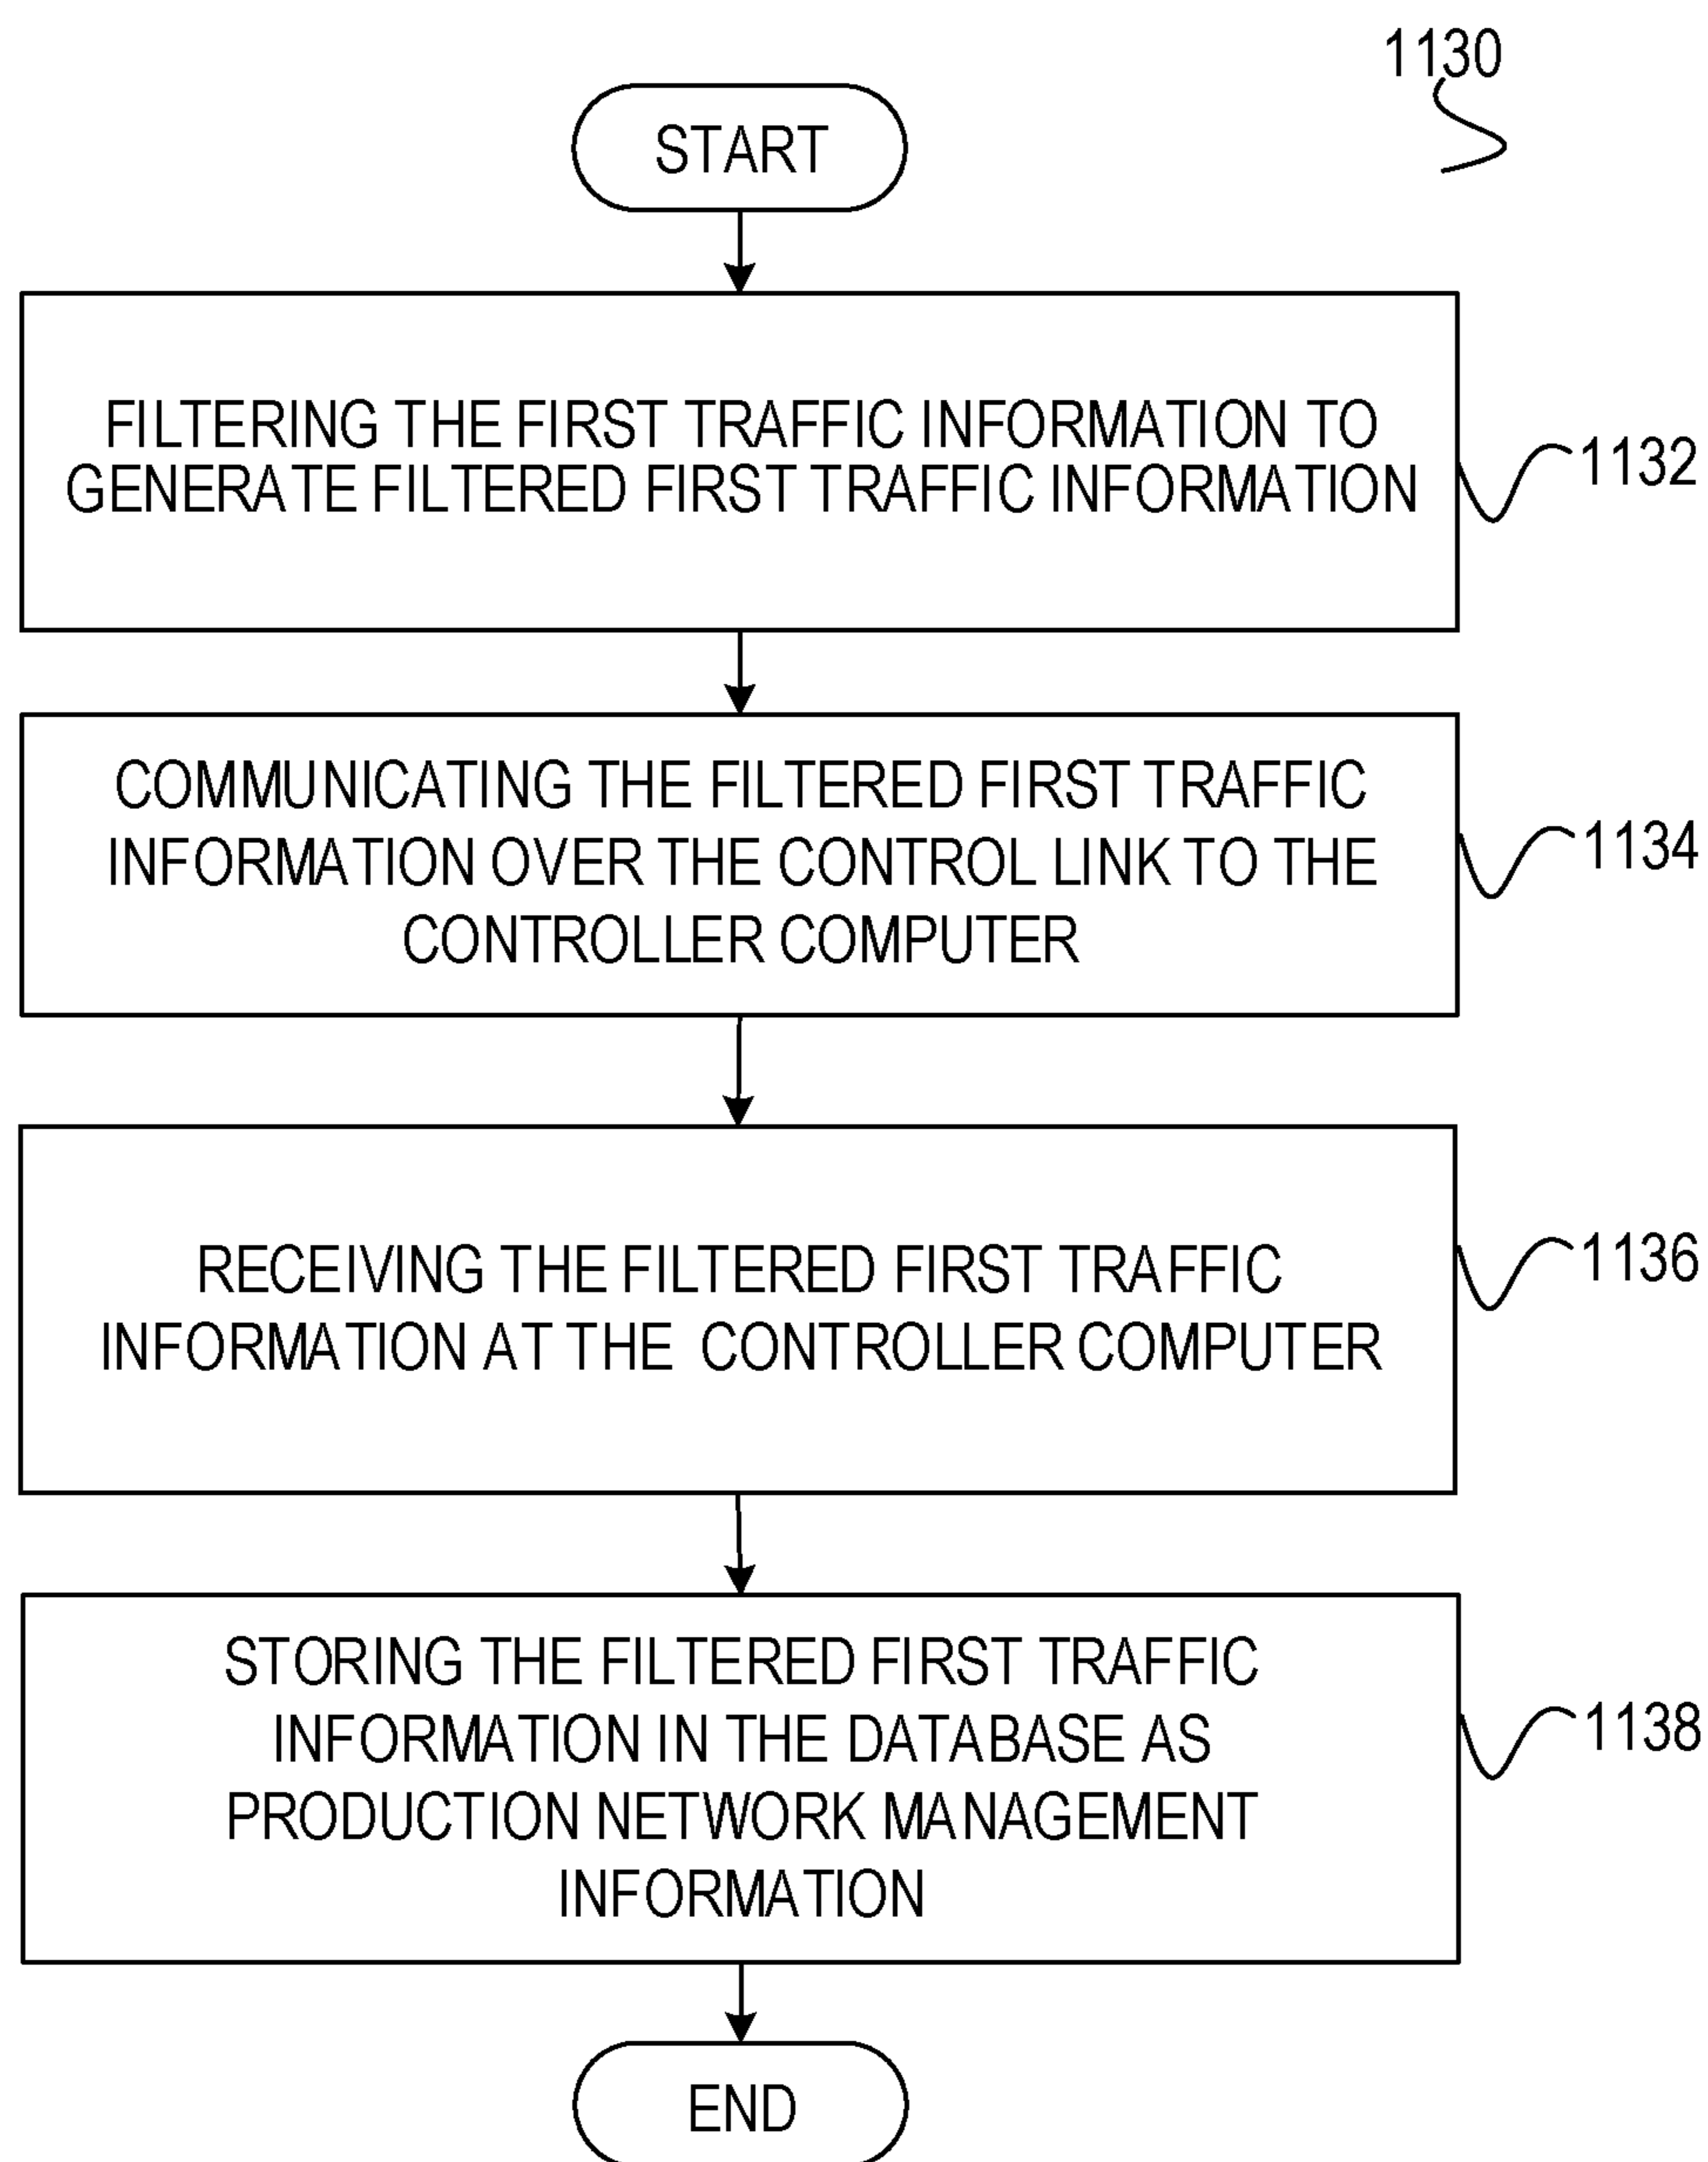 1130
START
FILTERING THE FIRST TRAFFIC INFORMATION TO
GENERATE FILTERED FIRST TRAFFIC INFORMATION
1132
COMMUNICATING THE FILTERED FIRST TRAFFIC
INFORMATION OVER THE CONTROL LINK TO THE
CONTROLLER COMPUTER
1134
RECEIVING THE FILTERED FIRST TRAFFIC
INFORMATION AT THE CONTROLLER COMPUTER
1136
STORING THE FILTERED FIRST TRAFFIC
INFORMATION IN THE DATABASE AS
PRODUCTION NETWORK MANAGEMENT
INFORMATION
1138
END